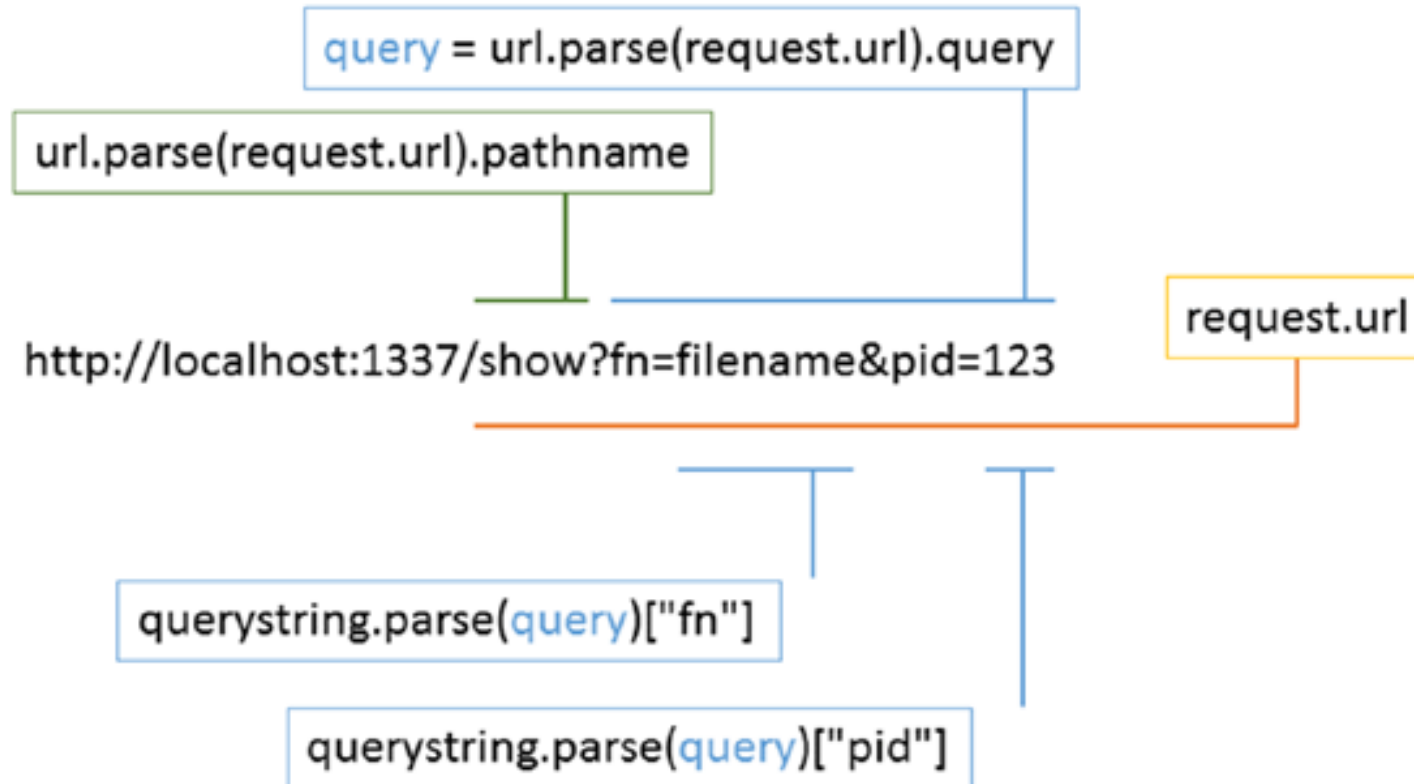 query = url.parse(request.url).query
url.parse(request.url).pathname
request.url
http://localhost:1337/show?fn=filename&pid=123
querystring.parse(query)["fn"]
querystring.parse(query)["pid"]